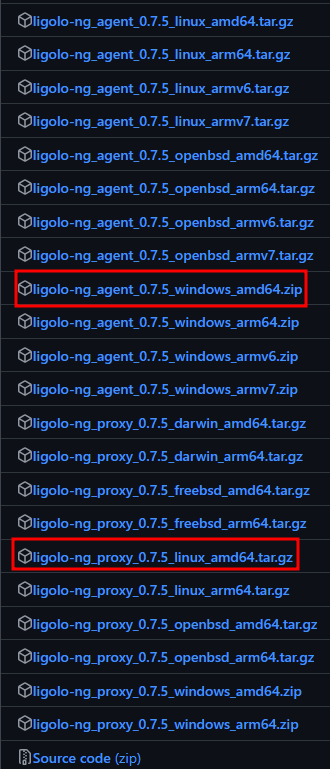 ligolo-ng_agent_0.7.5_linux_amd64.tar.gz
ligolo-ng_agent_0.7.5_linux_arm64.tar.gz
ligolo-ng_agent_0.7.5_linux_armv6.tar.gz
ligolo-ng_agent_0.7.5_linux_armv7.tar.gz
ligolo-ng_agent_0.7.5_openbsd_amd64.tar.gz
ligolo-ng_agent_0.7.5_openbsd_arm64.tar.gz
ligolo-ng_agent_0.7.5_openbsd_armv6.tar.gz
ligolo-ng_agent_0.7.5_openbsd_armv7.tar.gz
ligolo-ng_agent_0.7.5_windows_amd64.zip
ligolo-ng_agent_0.7.5_windows_arm64.zip
ligolo-ng_agent_0.7.5_windows_armv6.zip
ligolo-ng_agent_0.7.5_windows_armv7.zip
ligolo-ng_proxy_0.7.5_darwin_amd64.tar.gz
ligolo-ng_proxy_0.7.5_darwin_arm64.tar.gz
ligolo-ng_proxy_0.7.5_freebsd_amd64.tar.gz
ligolo-ng_proxy_0.7.5_freebsd_arm64.tar.gz
ligolo-ng_proxy_0.7.5_linux_amd64.tar.gz
ligolo-ng_proxy_0.7.5_linux_arm64.tar.gz
ligolo-ng_proxy_0.7.5_openbsd_amd64.tar.gz
ligolo-ng_proxy_0.7.5_openbsd_arm64.tar.gz
ligolo-ng_proxy_0.7.5_windows_amd64.zip
ligolo-ng_proxy_0.7.5_windows_arm64.zip
Source code (zip)